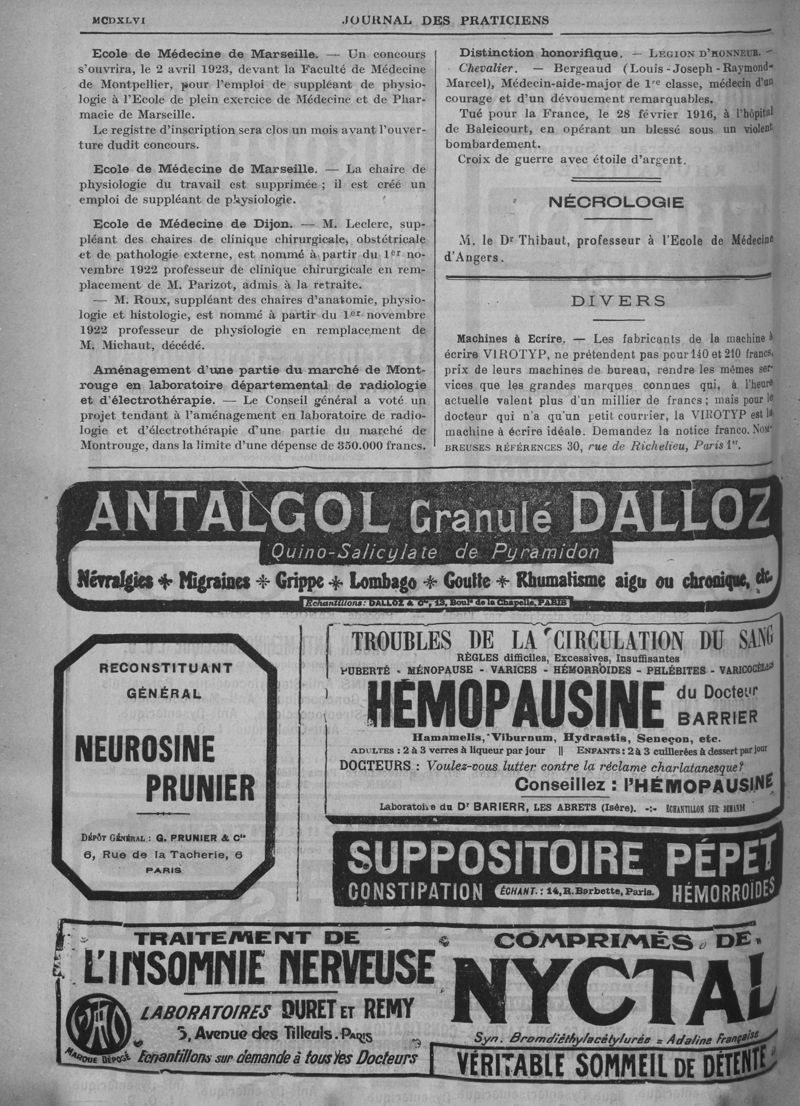 MCDXLVI
JOURNAL DES PRATICIENS
Ecole de Médecine de Marseille. — Un concours
s'ouvrira, le 2 avril 1923, devant la Faculté de Médecine
de Montpellier, pour l'emploi de suppléant de physio-
logie à l'Ecole de plein exercice de Médecine et de Phar-
macie de Marseille.
Le registre d'inscription sera clos un mois avant l'ouver-
ture dudit concours.
Ecole de Médecine de Marseille. — La chaire de
physiologie du travail est supprimée ; il est créé un
emploi de suppléant de physiologie.
Ecole de Médecine de Dijon. — M. Leclerc, sup-
pléant des chaires de clinique chirurgicale, obstétricale
et de pathologie externe, est nommé à partir du 1er no-
vembre 1922 professeur de clinique chirurgicale en rem-
placement de M. Parizot, admis à la retraite.
— M. Roux, suppléant des chaires d'anatomie, physio-
logie et histologie, est nommé à partir du 1er novembre
1922 professeur de physiologie en remplacement de
M. Michaut, décédé.
Aménagement d'une partie du marché de Mont-
rouge en laboratoire départemental de radiologie
et d'électrothérapie. — Le Conseil général a voté un
projet tendant à l'aménagement en laboratoire de radio-
logie et d'électrothérapie d'une partie du marché de
Montrouge, dans la limite d'une dépense de 350.000 francs.
Distinction honorifique. — LÉGION D'HONNEUR. —
Chevalier. — Bergeaud (Louis-Joseph-Raymond-
Marcel), Médecin-aide-major de 1re classe, médecin d'un
courage et d'un dévouement remarquables.
Tué pour la France, le 28 février 1916, à l'hôpital
de Baleicourt, en opérant un blessé sous un violent
bombardement.
Croix de guerre avec étoile d'argent.
NÉCROLOGIE
M. le Dr Thibaut, professeur à l'Ecole de Médecine
d'Angers.
DIVERS
Machines à Ecrire. — Les fabricants de la machine à
écrire VIROTYP, ne prétendent pas pour 140 et 210 francs,
prix de leurs machines de bureau, rendre les mêmes ser-
vices que les grandes marques connues qui, à l'heure
actuelle valent plus d'un millier de francs ; mais pour le
docteur qui n'a qu'un petit courrier, la VIROTYP est la
machine à écrire idéale. Demandez la notice franco. NOM-
BREUSES RÉFÉRENCES 30, rue de Richelieu, Paris 1er.
ANTALGOL Granulé DALLOZ
Quino-Salicylate de Pyramidon
Névralgies * Migraines * Grippe * Lombago * Goutte * Rhumatisme aigu ou chronique, etc.
Échantillons : DALLOZ & Cie, 13, Bould de la Chapelle, PARIS
RECONSTITUANT
GÉNÉRAL
NEUROSINE
PRUNIER
DÉPÔT GÉNÉRAL : G. PRUNIER & Cie
6, Rue de la Tacherie, 6
PARIS
TROUBLES DE LA CIRCULATION DU SANG
RÈGLES difficiles, Excessives, Insuffisantes
PUBERTÉ - MÉNOPAUSE - VARICES - HÉMORROÏDES - PHLÉBITES - VARICOCÈLES
HÉMOPAUSINE du Docteur
BARRIER
Hamamelis, Viburnum, Hydrastis, Seneçon, etc.
ADULTES : 2 à 3 verres à liqueur par jour || ENFANTS : 2 à 3 cuillerées à dessert par jour
DOCTEURS : Voulez-vous lutter contre la réclame charlatanesque?
Conseillez : l'HÉMOPAUSINE
Laboratoire du Dr BARIERR, LES ABRETS (Isère). -:- ÉCHANTILLON SUR DEMANDE
SUPPOSITOIRE PÉPET
CONSTIPATION ÉCHANT. : 14, R. Barbette, Paris. HÉMORROÏDES
TRAITEMENT DE
L'INSOMNIE NERVEUSE
LABORATOIRES DURET ET REMY
5, Avenue des Tilleuls. PARIS
MARQUE DÉPOSÉE
Echantillons sur demande à tous les Docteurs
COMPRIMÉS DE
NYCTAL
Syn. Bromdiéthylacétylurée = Adaline Française
VÉRITABLE SOMMEIL DE DÉTENTE